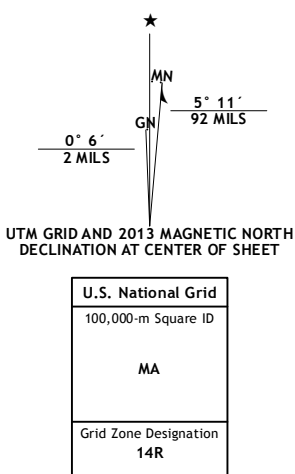 ★
MN
5° 11´
92 MILS
GN
0° 6´
2 MILS
UTM GRID AND 2013 MAGNETIC NORTH
DECLINATION AT CENTER OF SHEET
U.S. National Grid
100,000-m Square ID
MA
Grid Zone Designation
14R